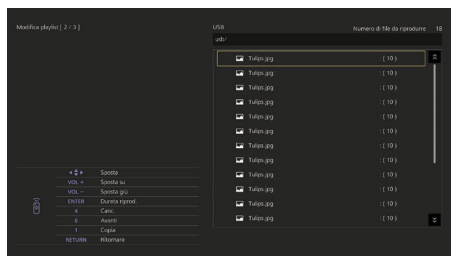 Modifica playlist [ 2 / 3 ]
USB
Numero di file da riprodurre 18
usb/
Tulips.jpg :( 10 )
Tulips.jpg :( 10 )
Tulips.jpg :( 10 )
Tulips.jpg :( 10 )
Tulips.jpg :( 10 )
Tulips.jpg :( 10 )
Tulips.jpg :( 10 )
Tulips.jpg :( 10 )
Tulips.jpg :( 10 )
Tulips.jpg :( 10 )
Tulips.jpg :( 10 )
Tulips.jpg :( 10 )
Sposta
VOL + Sposta su
VOL − Sposta giù
ENTER Durata riprod.
4 Canc.
6 Avanti
1 Copia
RETURN Ritornare